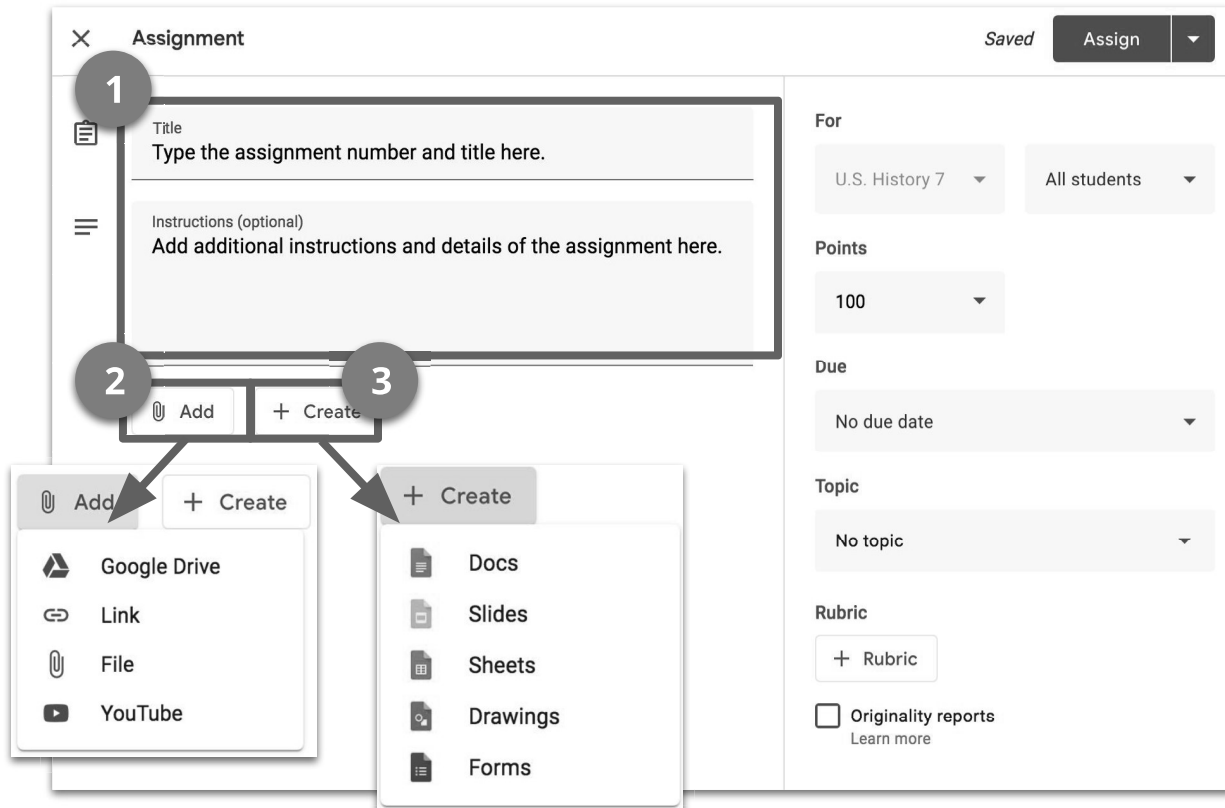 Assignment
Saved
Assign
1
Title
Type the assignment number and title here.
Instructions (optional)
Add additional instructions and details of the assignment here.
2
3
Add
Create
Add
Create
Google Drive
Link
File
YouTube
Create
Docs
Slides
Sheets
Drawings
Forms
For
U.S. History 7
All students
Points
100
Due
No due date
Topic
No topic
Rubric
+ Rubric
Originality reports
Learn more